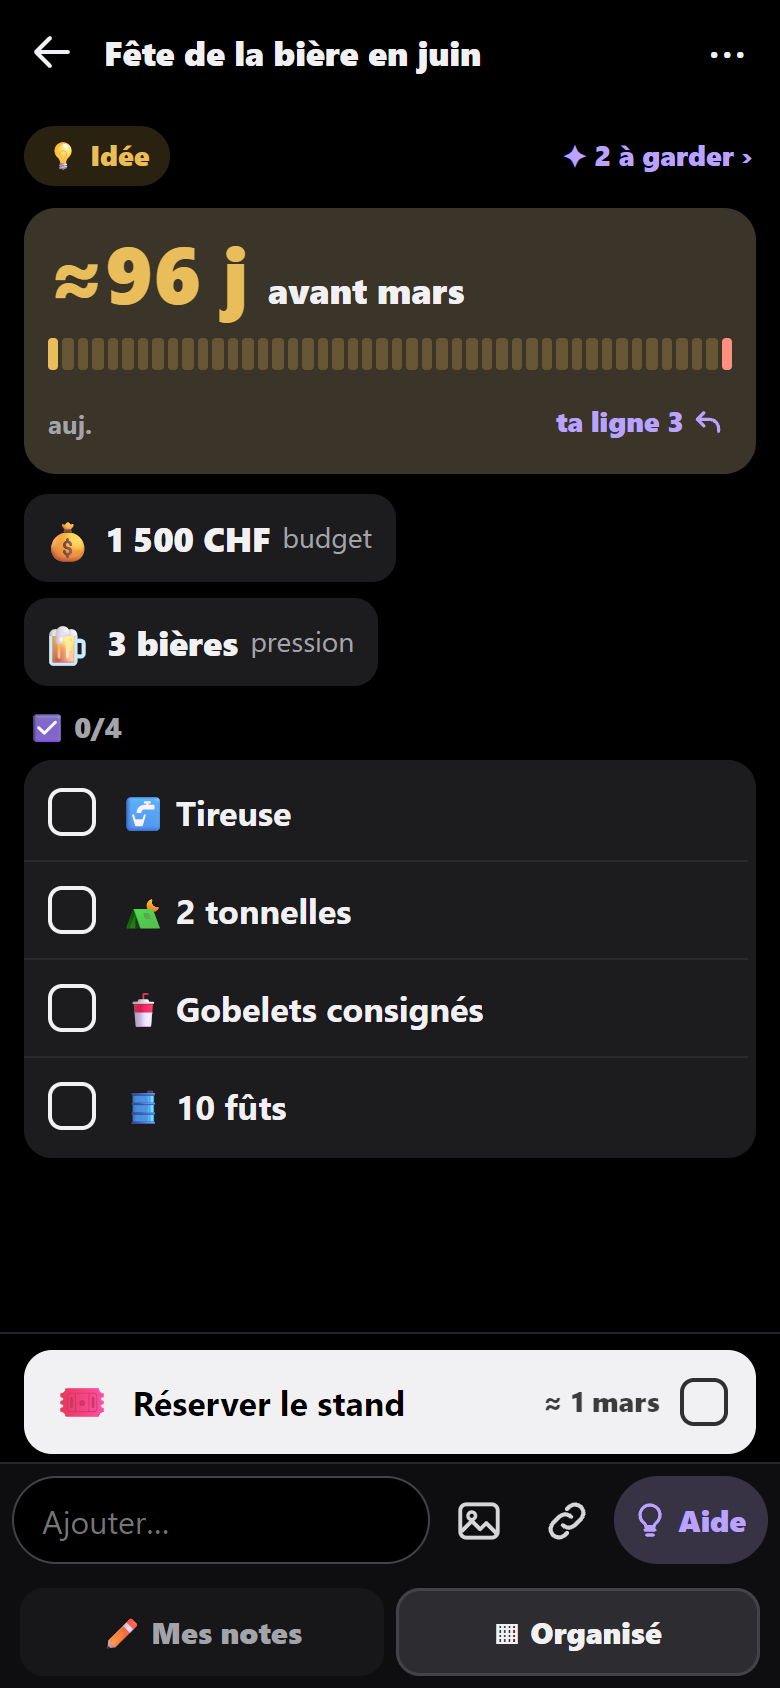 Fête de la bière en juin
Idée
2 à garder ›
≈96 j avant mars
auj.
ta ligne 3
1 500 CHF budget
3 bières pression
0/4
Tireuse
2 tonnelles
Gobelets consignés
10 fûts
Réserver le stand
≈ 1 mars
Ajouter...
Aide
Mes notes
Organisé